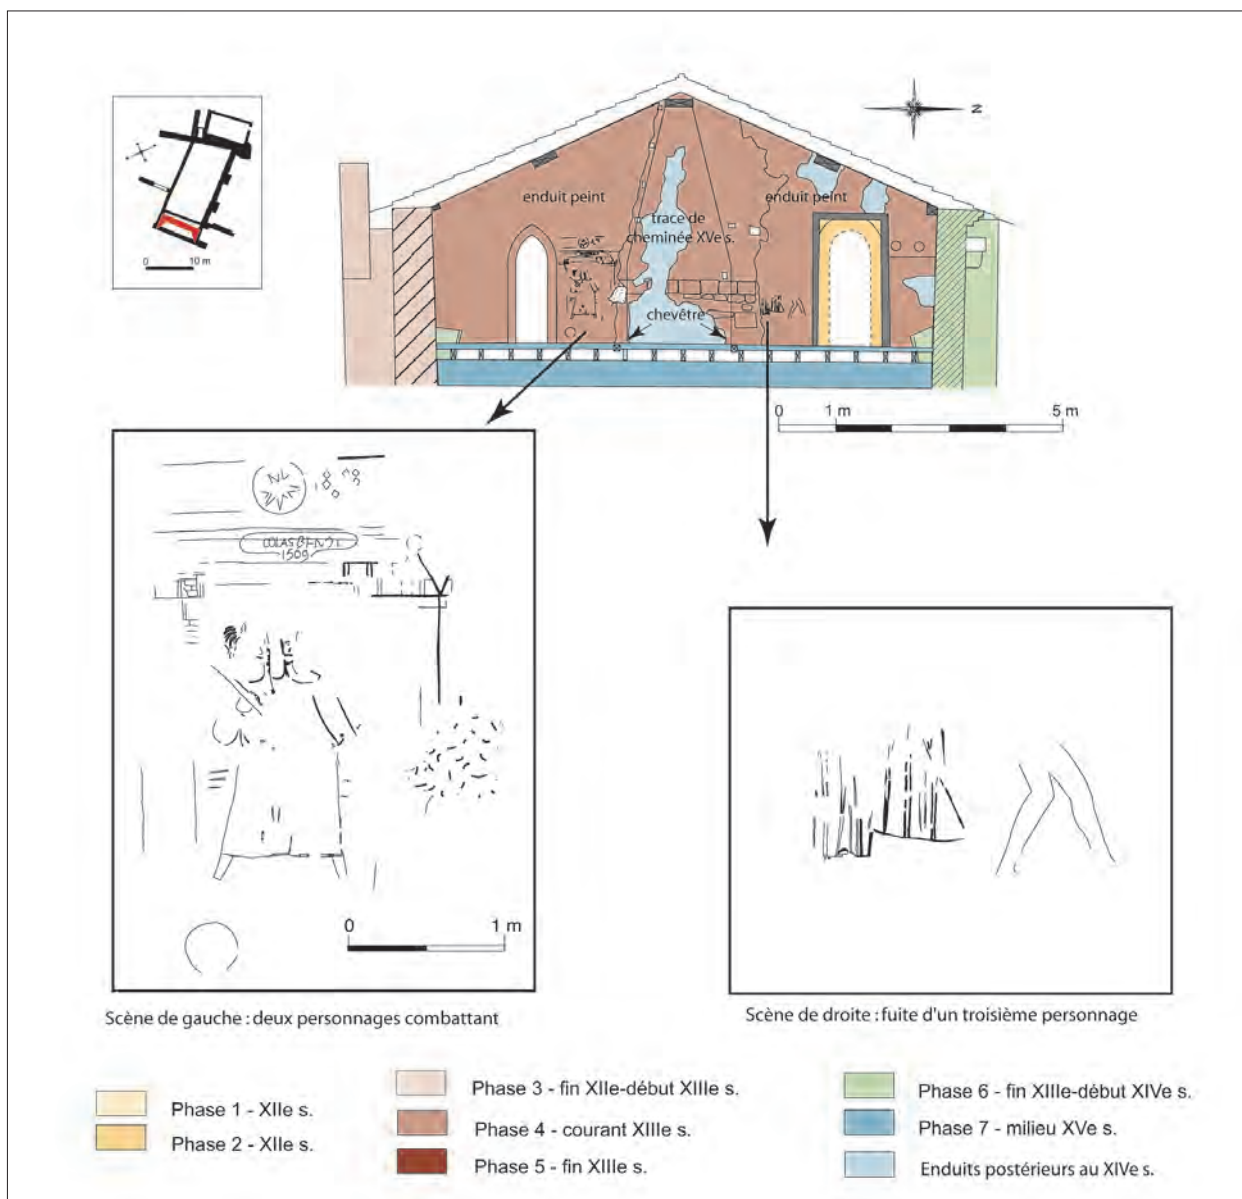 0 10 m
N
enduit peint
enduit peint
trace de
cheminée XVe s.
chevêtre
0 1 m 5 m
1509
0 1 m
Scène de gauche : deux personnages combattant
Scène de droite : fuite d'un troisième personnage
Phase 1 - XIIe s.
Phase 2 - XIIe s.
Phase 3 - fin XIIe-début XIIIe s.
Phase 4 - courant XIIIe s.
Phase 5 - fin XIIIe s.
Phase 6 - fin XIIIe-début XIVe s.
Phase 7 - milieu XVe s.
Enduits postérieurs au XIVe s.